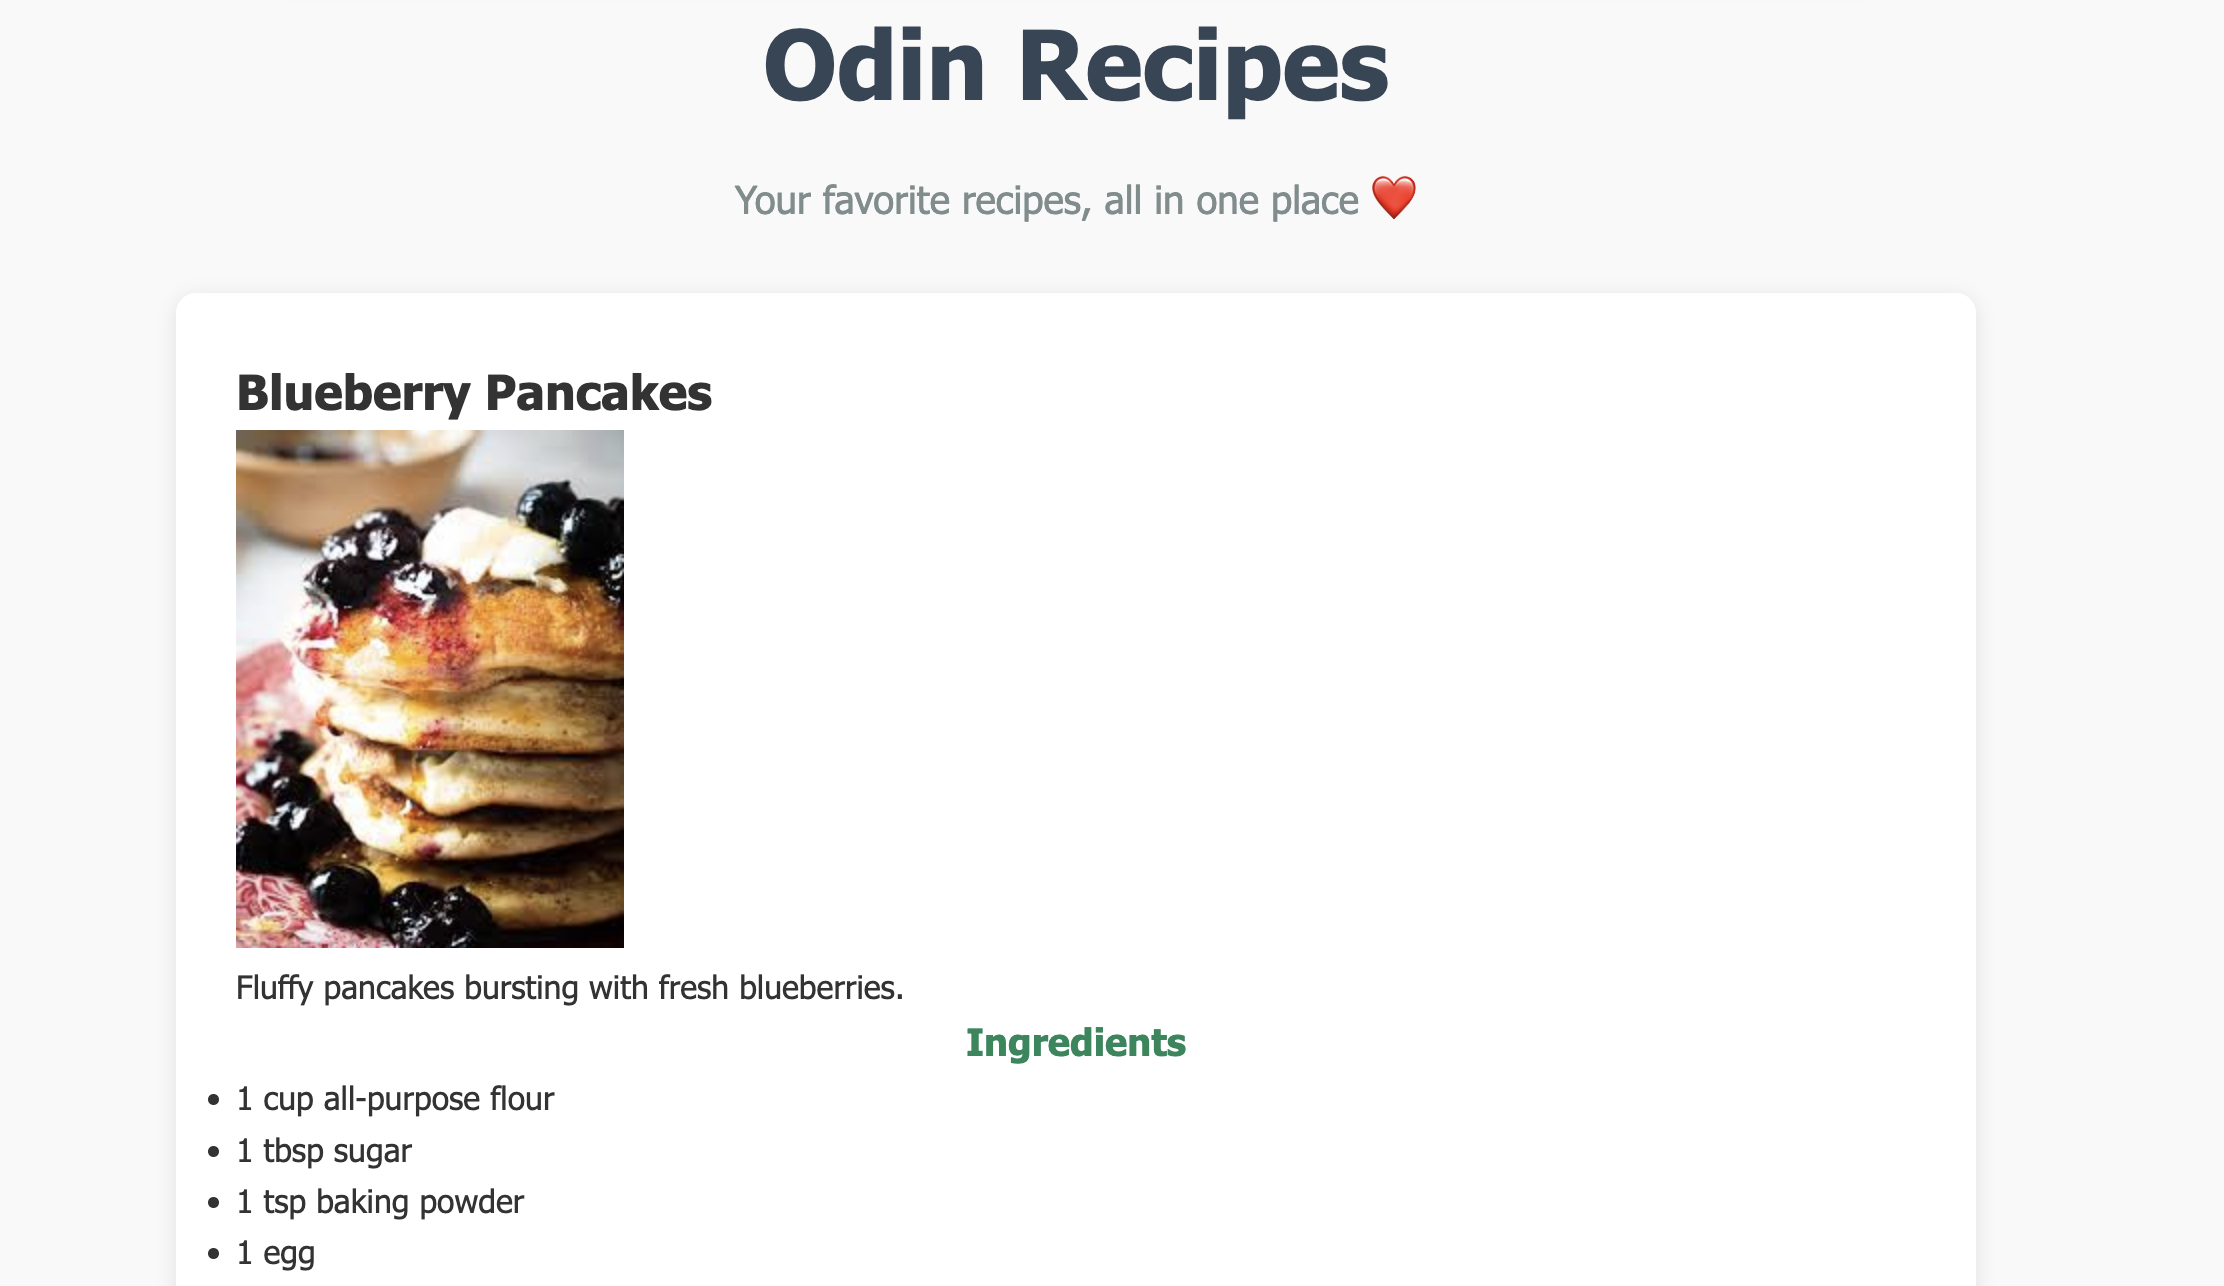 Odin Recipes
Your favorite recipes, all in one place ❤️
Blueberry Pancakes
Fluffy pancakes bursting with fresh blueberries.
Ingredients
• 1 cup all-purpose flour
• 1 tbsp sugar
• 1 tsp baking powder
• 1 egg